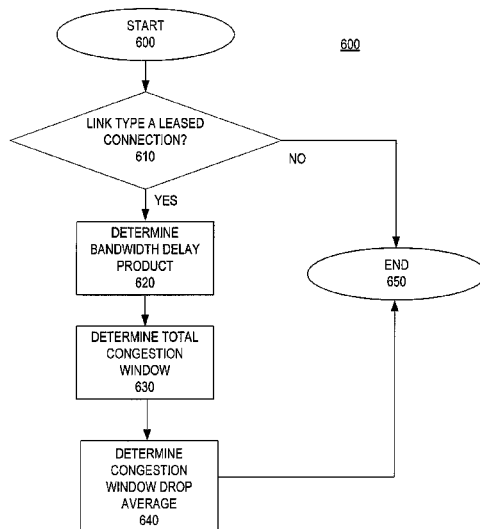 START
600
600
LINK TYPE A LEASED
CONNECTION?
610
NO
YES
DETERMINE
BANDWIDTH DELAY
PRODUCT
620
END
650
DETERMINE TOTAL
CONGESTION
WINDOW
630
DETERMINE
CONGESTION
WINDOW DROP
AVERAGE
640